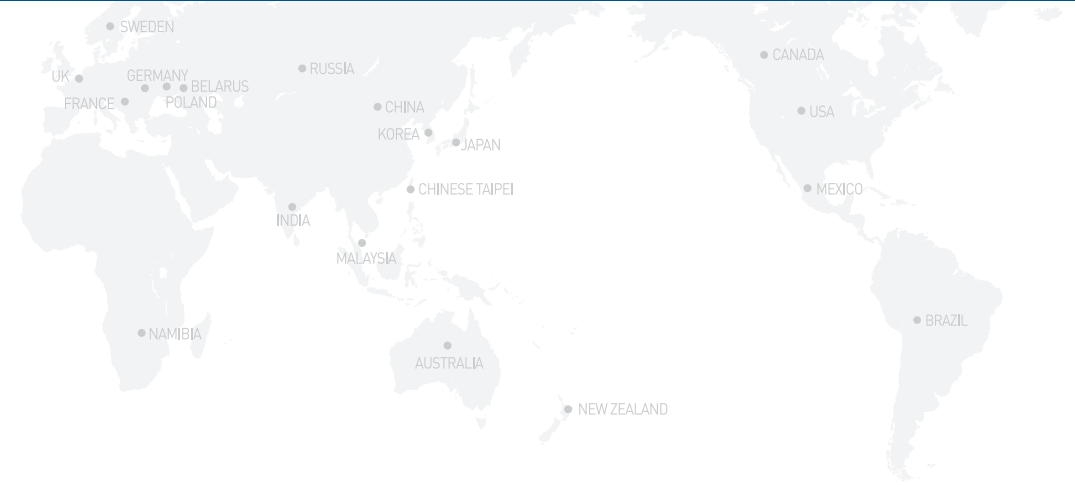 SWEDEN
CANADA
RUSSIA
UK
GERMANY
BELARUS
FRANCE
POLAND
CHINA
USA
KOREA
JAPAN
CHINESE TAIPEI
MEXICO
INDIA
MALAYSIA
BRAZIL
NAMIBIA
AUSTRALIA
NEW ZEALAND